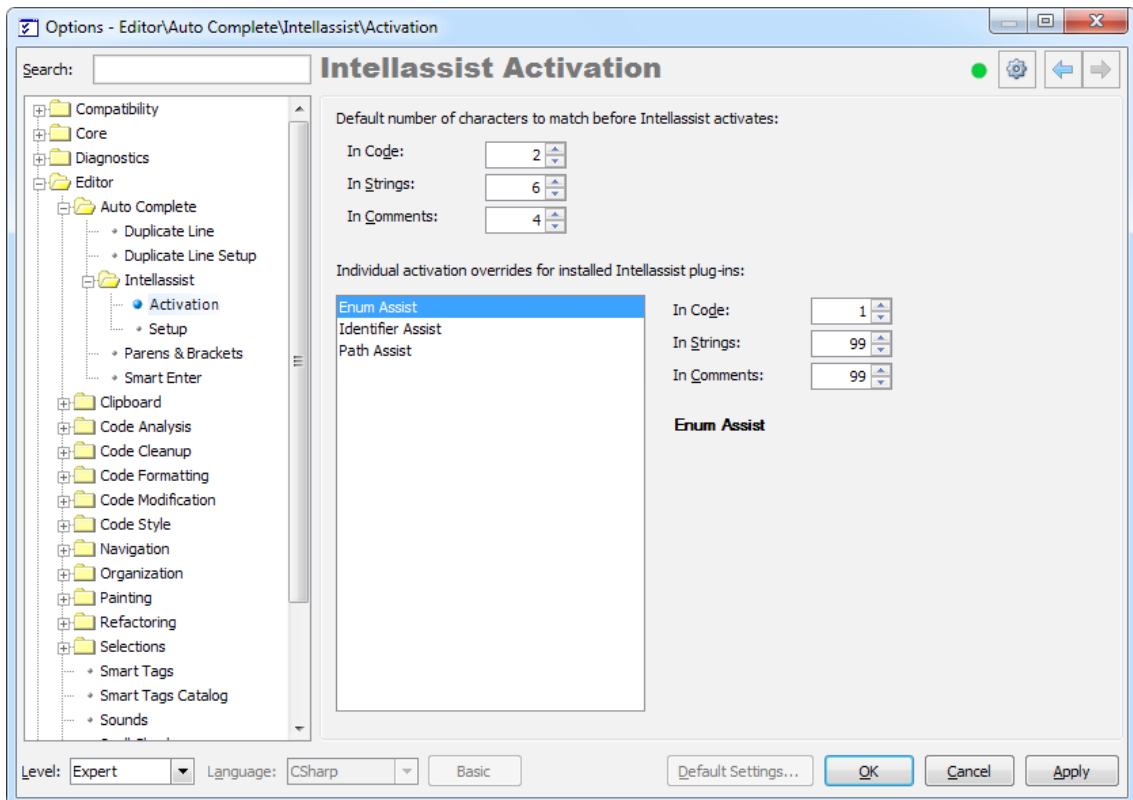 Options - Editor\Auto Complete\Intellassist\Activation
Search:
Intellassist Activation
Compatibility
Core
Diagnostics
Editor
Auto Complete
Duplicate Line
Duplicate Line Setup
Intellassist
Activation
Setup
Parens & Brackets
Smart Enter
Clipboard
Code Analysis
Code Cleanup
Code Formatting
Code Modification
Code Style
Navigation
Organization
Painting
Refactoring
Selections
Smart Tags
Smart Tags Catalog
Sounds
Default number of characters to match before Intellassist activates:
In Code: 2
In Strings: 6
In Comments: 4
Individual activation overrides for installed Intellassist plug-ins:
Enum Assist
Identifier Assist
Path Assist
In Code: 1
In Strings: 99
In Comments: 99
Enum Assist
Level: Expert Language: CSharp Basic Default Settings... OK Cancel Apply